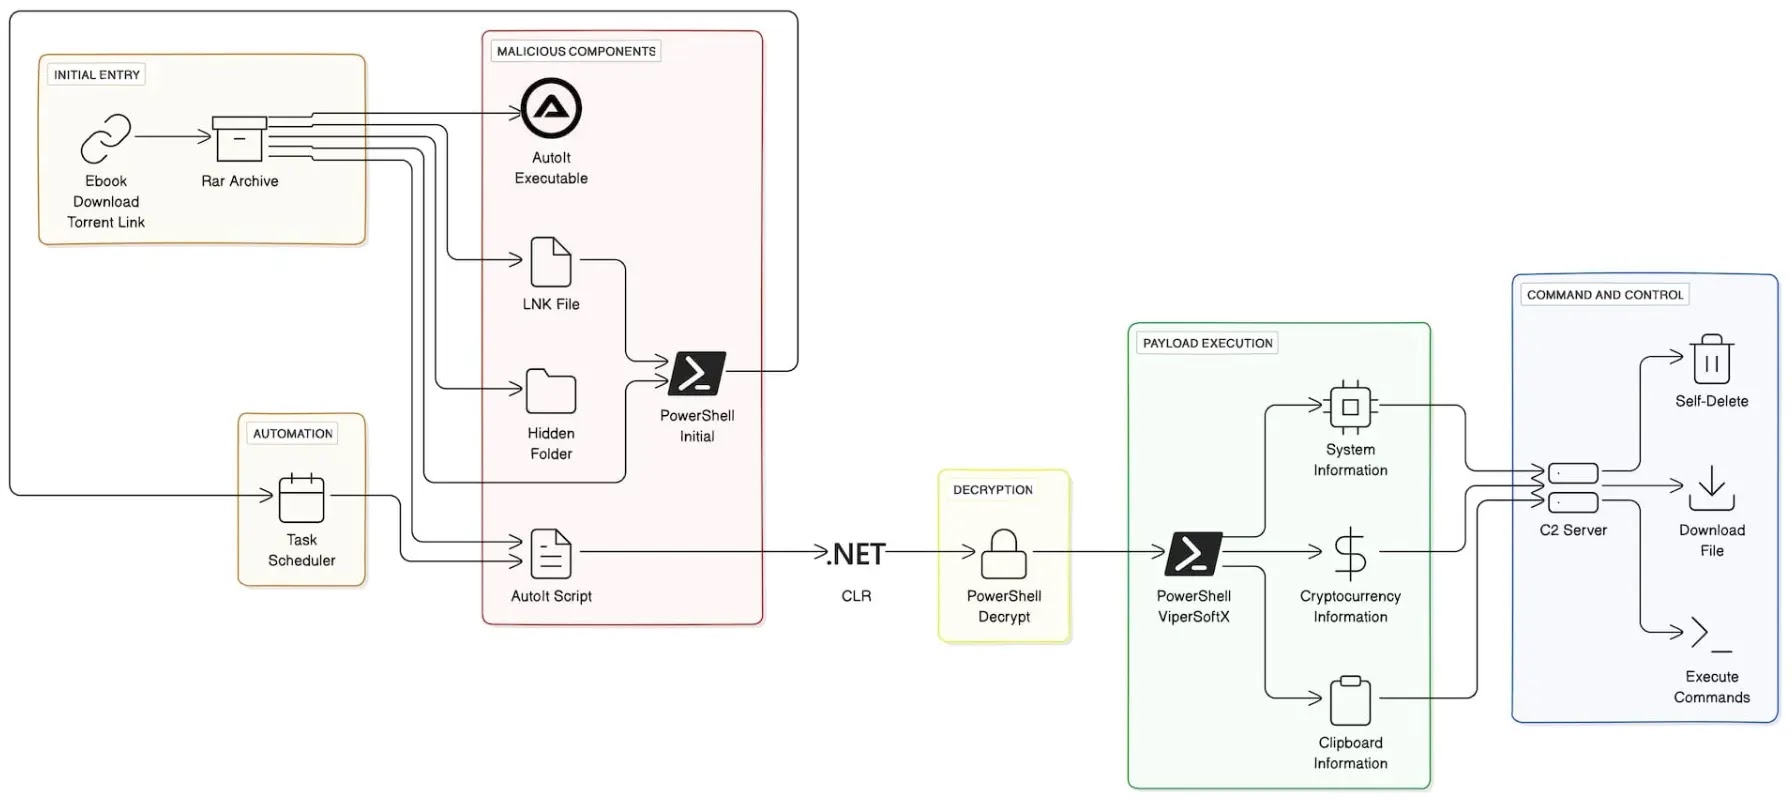 INITIAL ENTRY
Ebook
Download
Torrent Link
Rar Archive
MALICIOUS COMPONENTS
AutoIt
Executable
LNK File
Hidden
Folder
PowerShell
Initial
AutoIt Script
AUTOMATION
Task
Scheduler
.NET
CLR
DECRYPTION
PowerShell
Decrypt
PAYLOAD EXECUTION
PowerShell
ViperSoftX
System
Information
Cryptocurrency
Information
Clipboard
Information
COMMAND AND CONTROL
C2 Server
Self-Delete
Download
File
Execute
Commands